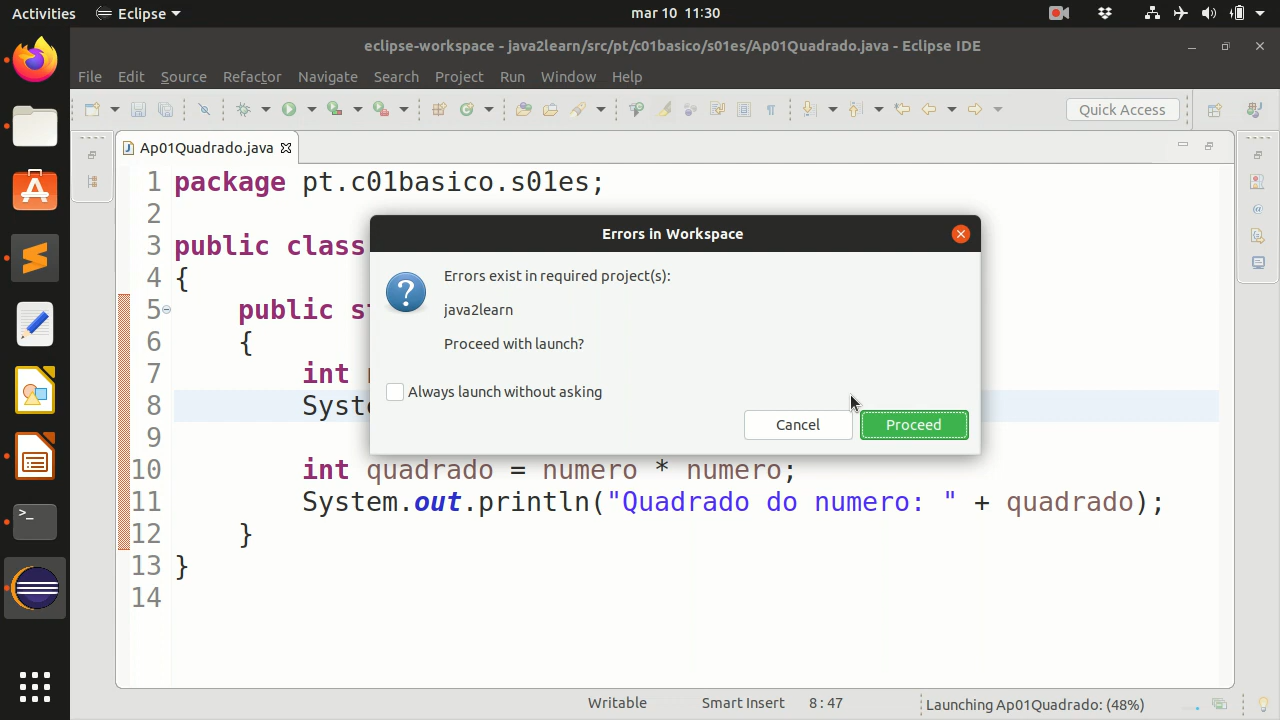 Activities Eclipse mar 10 11:30
eclipse-workspace - java2learn/src/pt/c01basico/s01es/Ap01Quadrado.java - Eclipse IDE
File Edit Source Refactor Navigate Search Project Run Window Help
Quick Access
Ap01Quadrado.java
1 package pt.c01basico.s01es;
2
3 public class
4 {
5 public
6 {
7 int
8
9
10 int quadrado = numero * numero;
11 System.out.println("Quadrado do numero: " + quadrado);
12 }
13 }
14
Errors in Workspace
Errors exist in required project(s):
java2learn
Proceed with launch?
Always launch without asking
Cancel Proceed
Writable Smart Insert 8:47 Launching Ap01Quadrado: (48%)